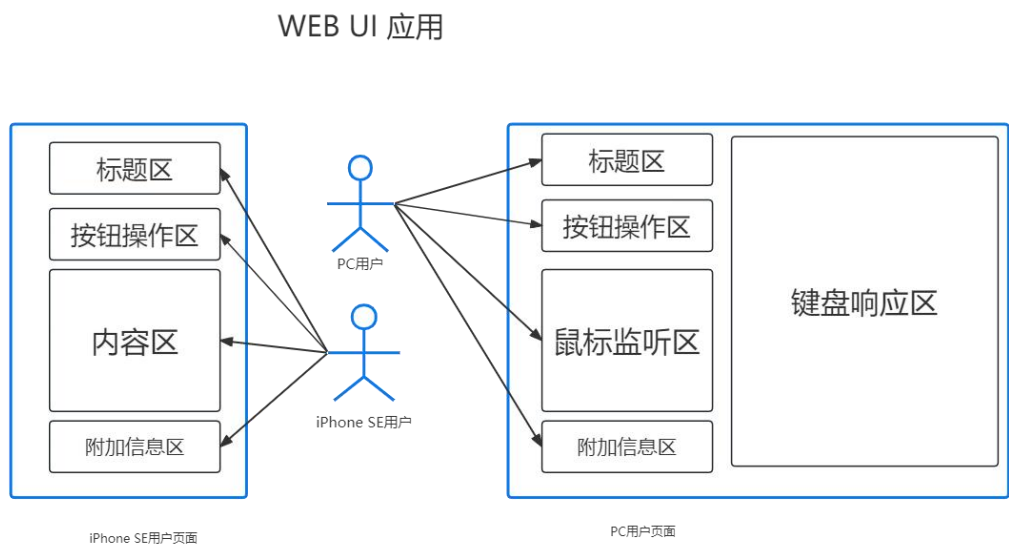 WEB UI 应用
标题区
按钮操作区
内容区
附加信息区
iPhone SE用户页面
PC用户
iPhone SE用户
标题区
按钮操作区
鼠标监听区
附加信息区
键盘响应区
PC用户页面